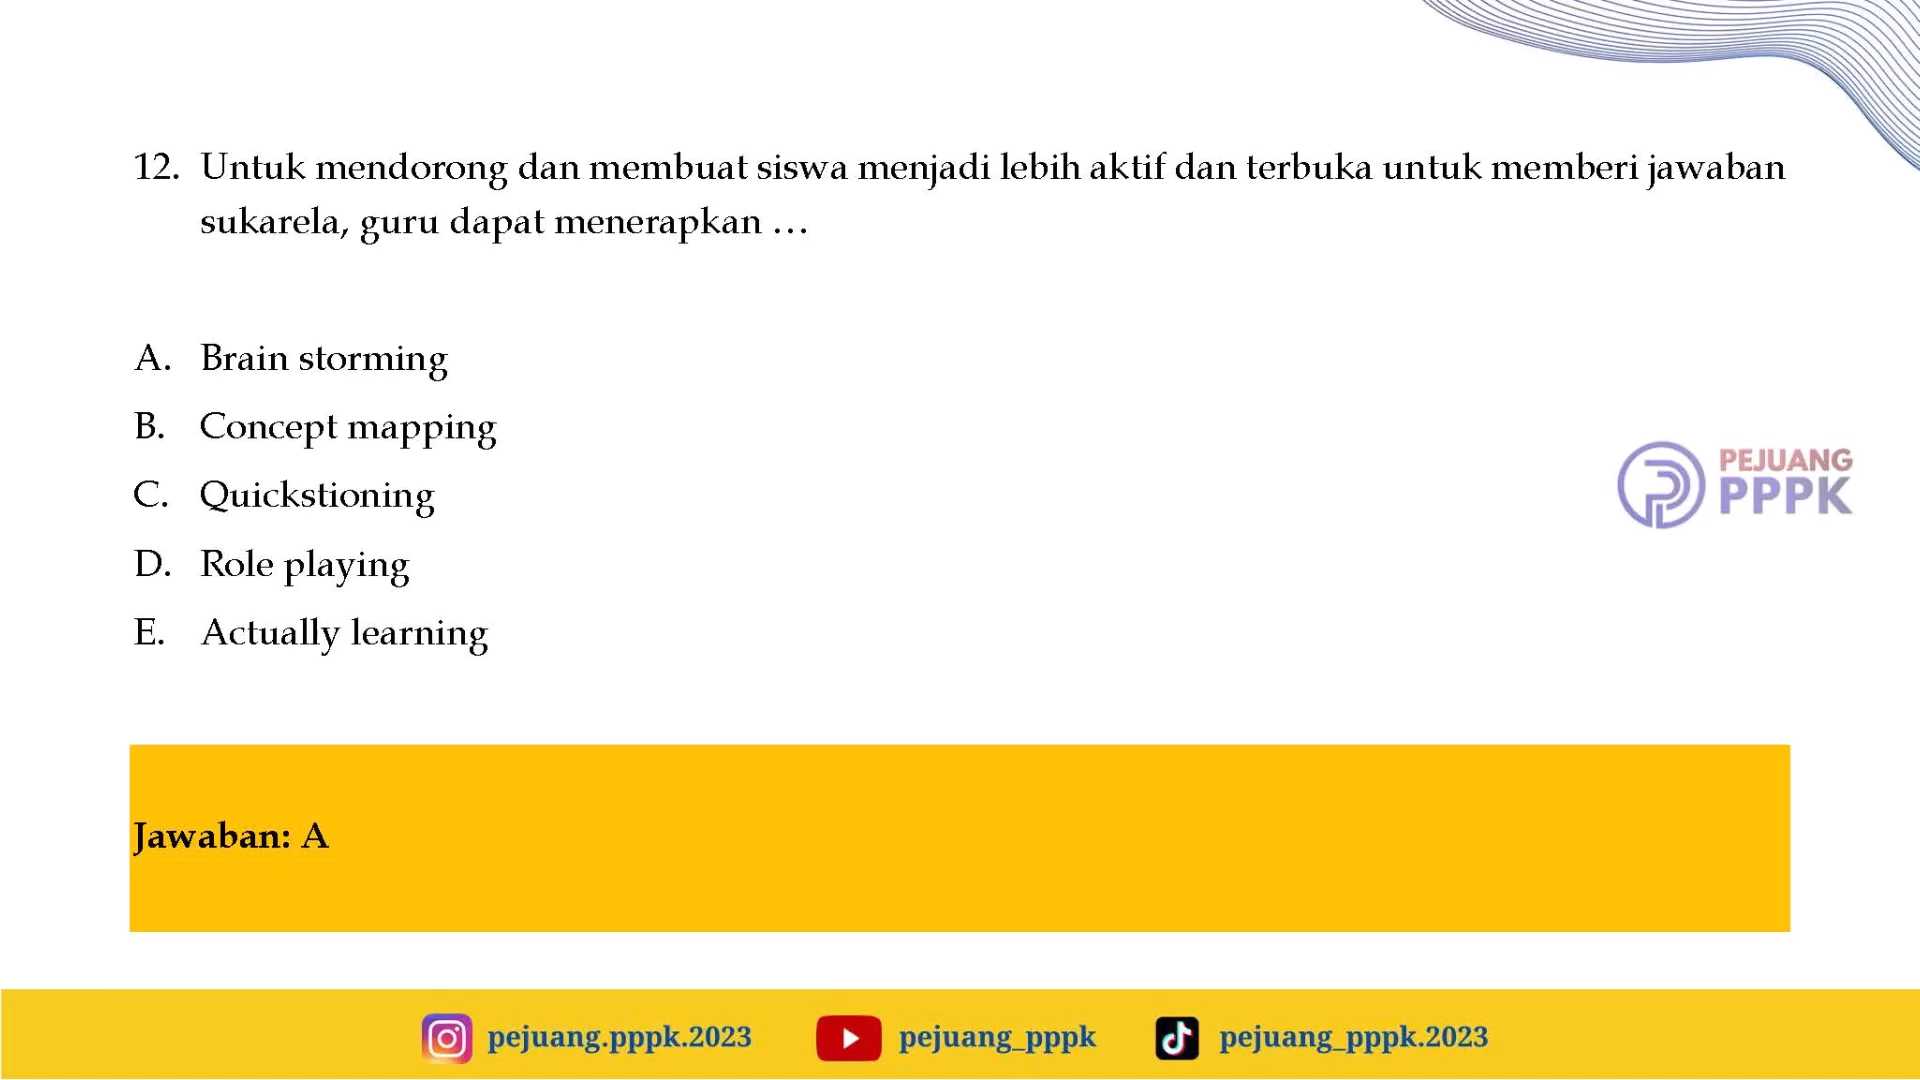 12. Untuk mendorong dan membuat siswa menjadi lebih aktif dan terbuka untuk memberi jawaban
sukarela, guru dapat menerapkan …
A. Brain storming
B. Concept mapping
C. Quickstioning
D. Role playing
E. Actually learning
PEJUANG
PPPK
Jawaban: A
pejuang.pppk.2023 pejuang_pppk pejuang_pppk.2023